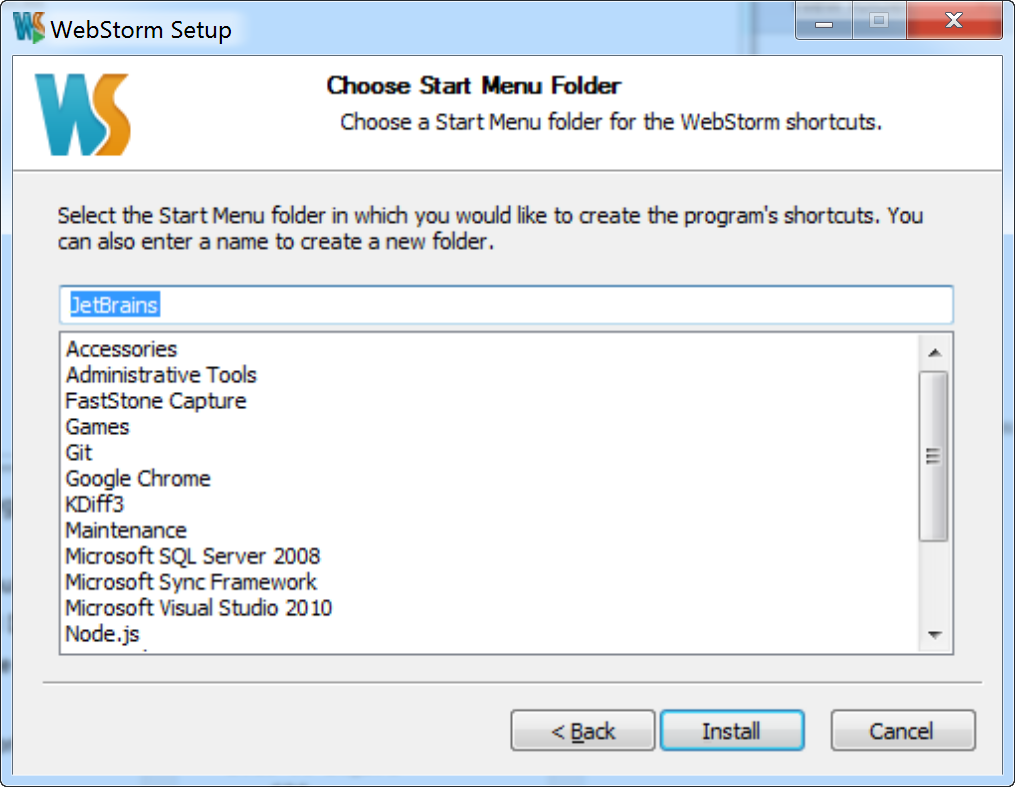 WS WebStorm Setup
WS
Choose Start Menu Folder
Choose a Start Menu folder for the WebStorm shortcuts.
Select the Start Menu folder in which you would like to create the program's shortcuts. You
can also enter a name to create a new folder.
JetBrains
Accessories
Administrative Tools
FastStone Capture
Games
Git
Google Chrome
KDiff3
Maintenance
Microsoft SQL Server 2008
Microsoft Sync Framework
Microsoft Visual Studio 2010
Node.js
< Back
Install
Cancel